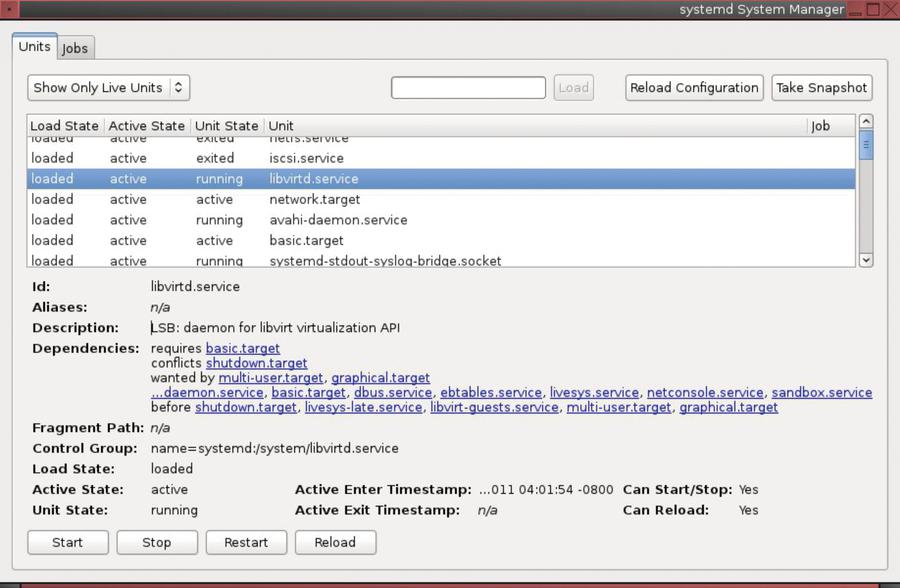 systemd System Manager
Units
Jobs
Show Only Live Units
Load
Reload Configuration
Take Snapshot
Load State Active State Unit State Unit Job
loaded active exited netfs.service
loaded active exited iscsi.service
loaded active running libvirtd.service
loaded active active network.target
loaded active running avahi-daemon.service
loaded active active basic.target
loaded active running systemd-stdout-syslog-bridge.socket
Id: libvirtd.service
Aliases: n/a
Description: LSB: daemon for libvirt virtualization API
Dependencies: requires basic.target
conflicts shutdown.target
wanted by multi-user.target, graphical.target
...daemon.service, basic.target, dbus.service, ebtables.service, livesys.service, netconsole.service, sandbox.service
before shutdown.target, livesys-late.service, libvirt-guests.service, multi-user.target, graphical.target
Fragment Path: n/a
Control Group: name=systemd:/system/libvirtd.service
Load State: loaded
Active State: active Active Enter Timestamp: ...011 04:01:54 -0800 Can Start/Stop: Yes
Unit State: running Active Exit Timestamp: n/a Can Reload: Yes
Start Stop Restart Reload